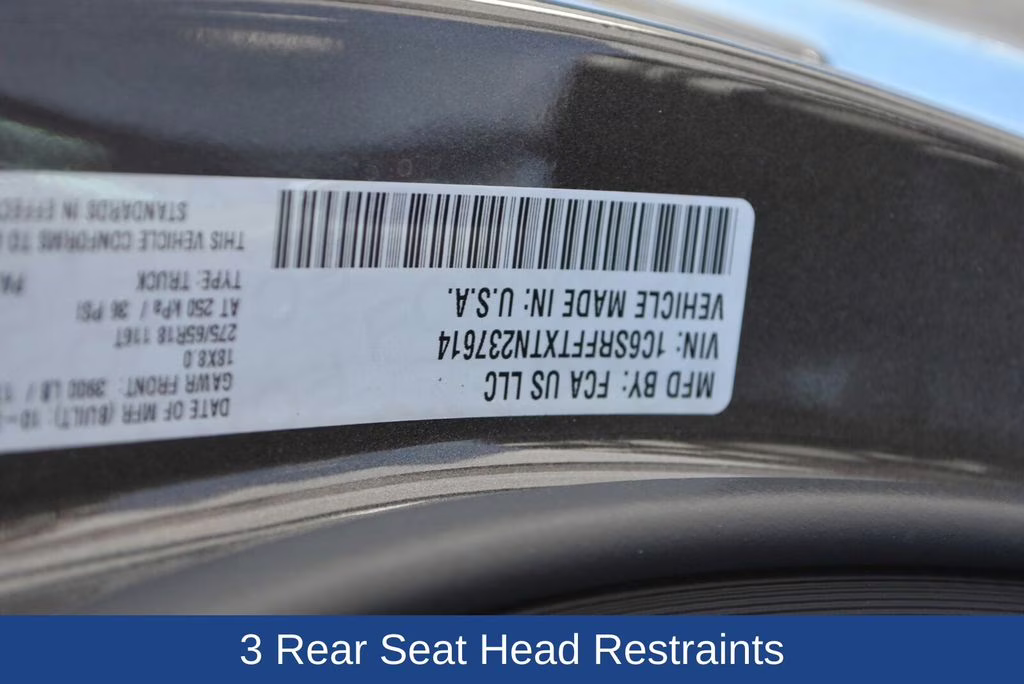 MFD BY: FCA US LLC
VIN: 1C6SRFFTXTN237614
VEHICLE MADE IN: U.S.A.
DATE OF MFR (BUILT): 10-
GAWR FRONT: 3900 LB /
18X8.0
275/65R18 116T
AT 250 kPa / 36 PSI
TYPE: TRUCK
THIS VEHICLE CONFORMS TO
STANDARDS IN EFFEC
3 Rear Seat Head Restraints